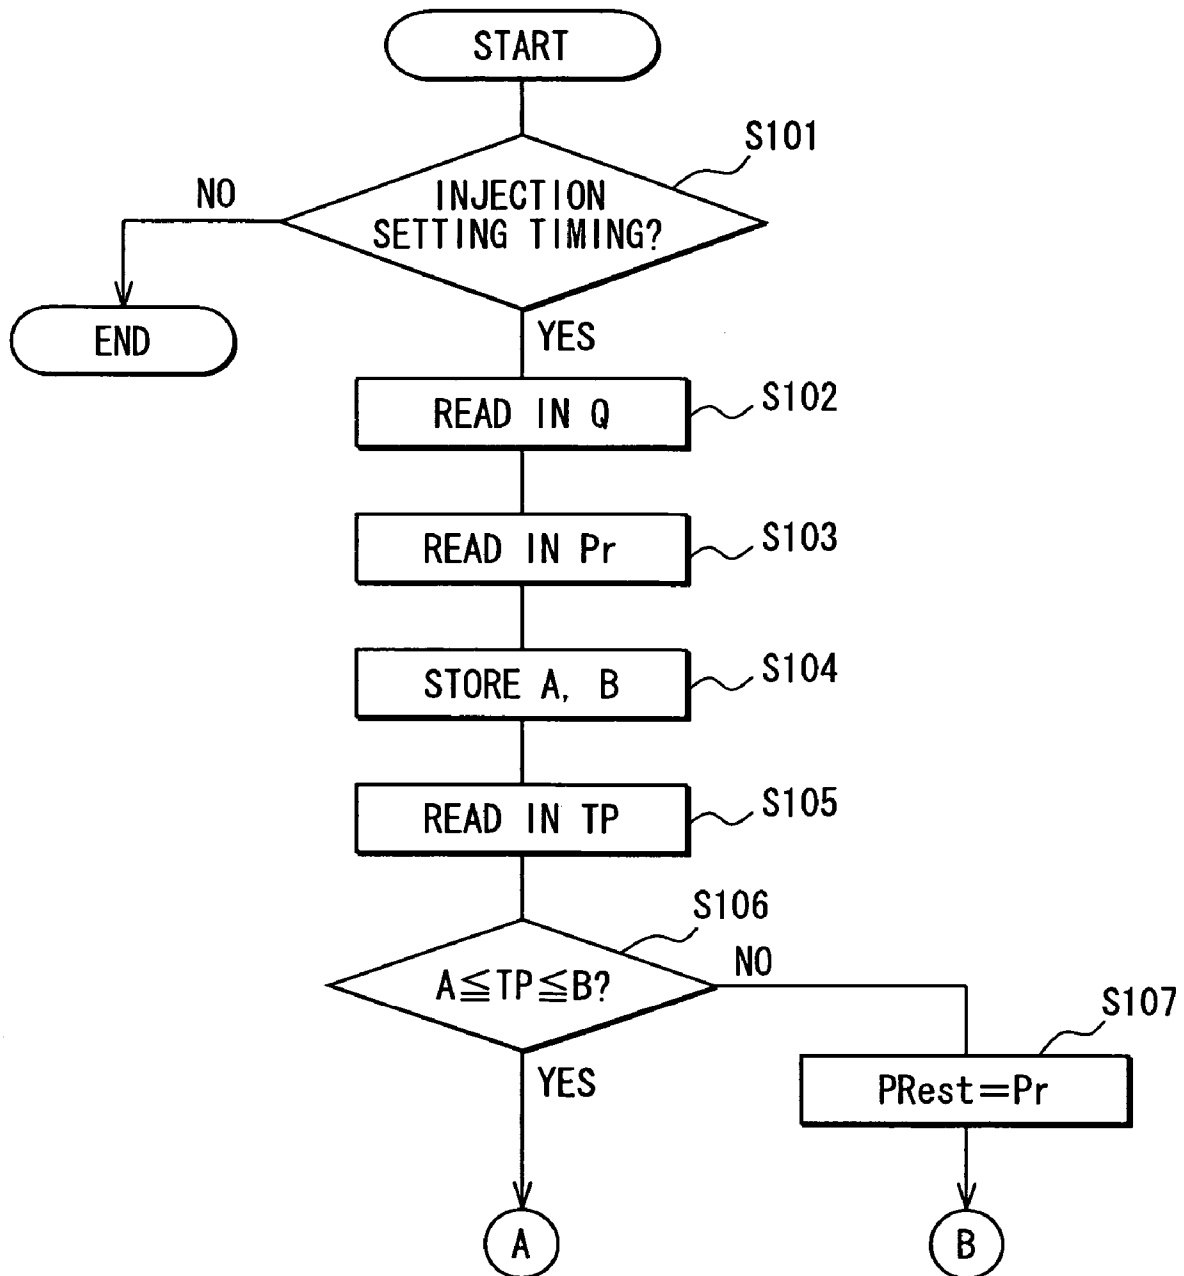 START
S101
NO
INJECTION
SETTING TIMING?
END
YES
READ IN Q
S102
READ IN Pr
S103
STORE A, B
S104
READ IN TP
S105
S106
A≦TP≦B?
NO
S107
YES
PRest=Pr
A
B